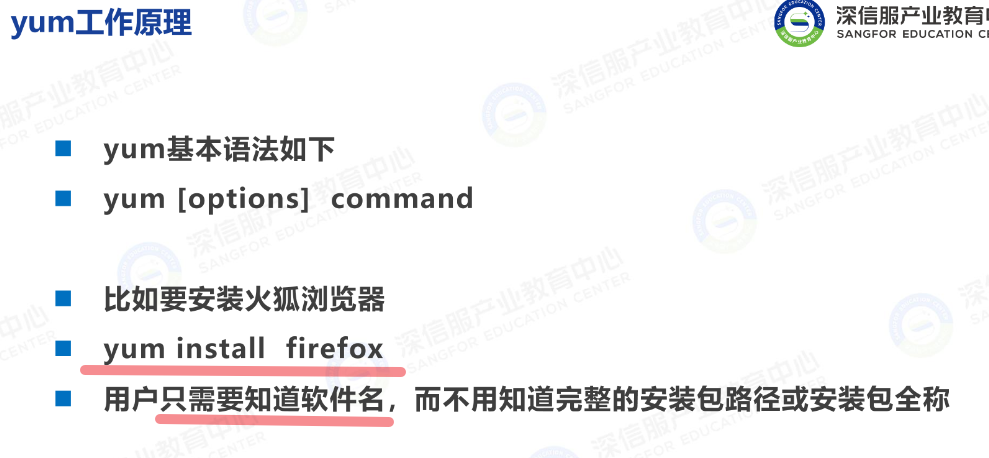 yum工作原理
深信服产业教育中
SANGFOR EDUCATION CE
yum基本语法如下
yum [options] command
比如要安装火狐浏览器
yum install firefox
用户只需要知道软件名，而不用知道完整的安装包路径或安装包全称